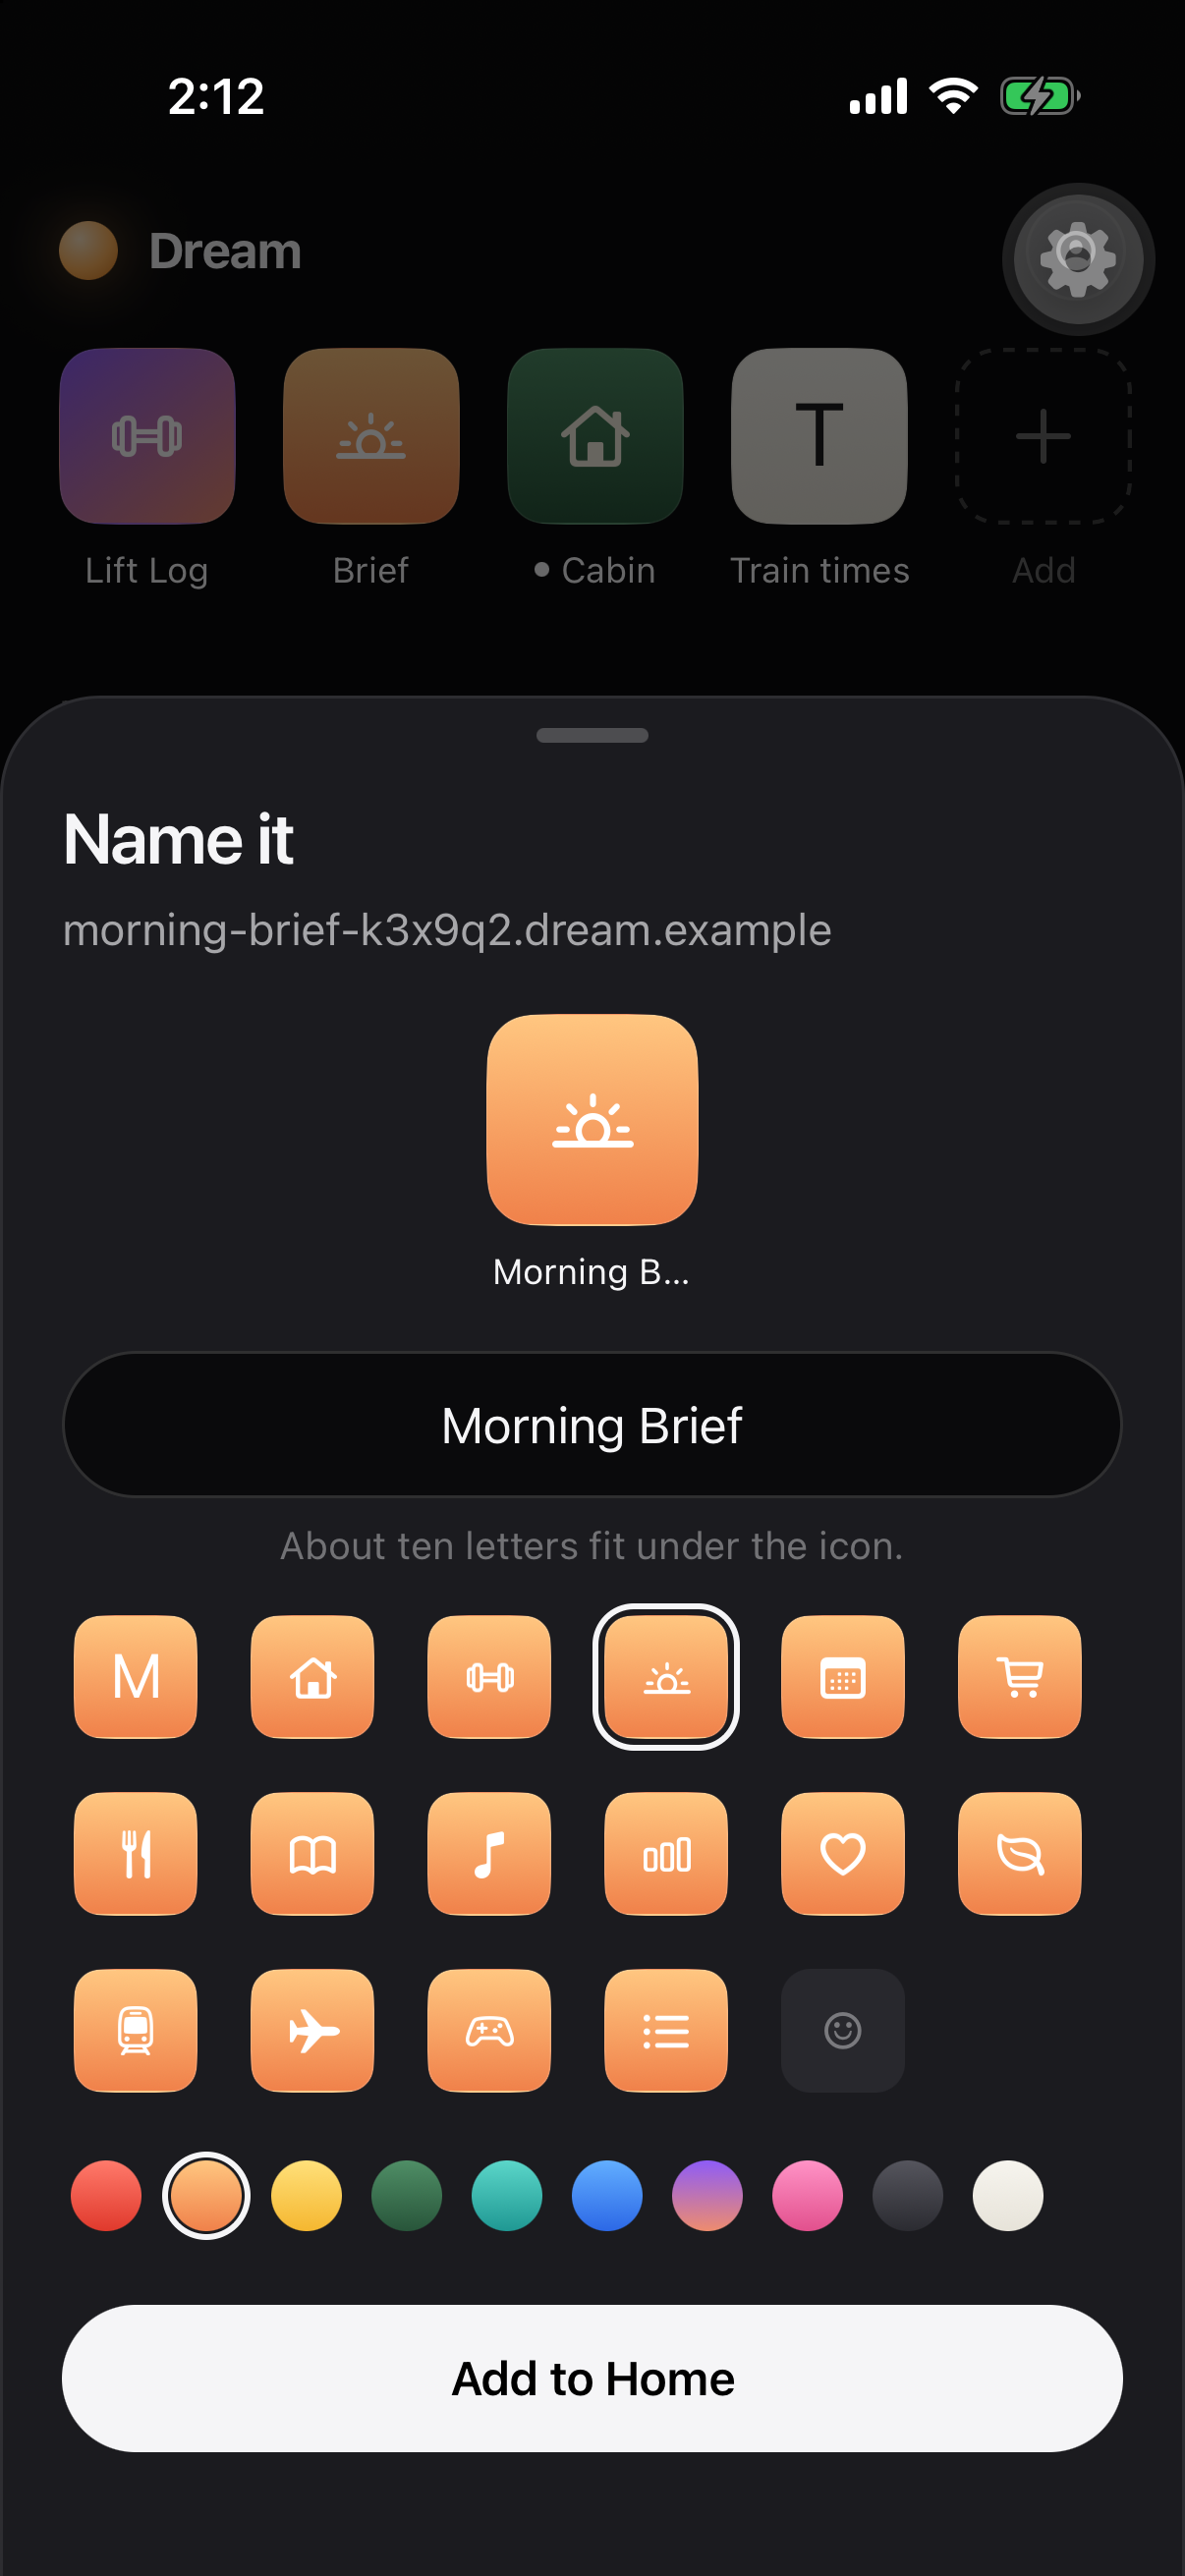 2:12
Dream
T
Lift Log
Brief
Cabin
Train times
Add
Name it
morning-brief-k3x9q2.dream.example
Morning B...
Morning Brief
About ten letters fit under the icon.
M
Add to Home